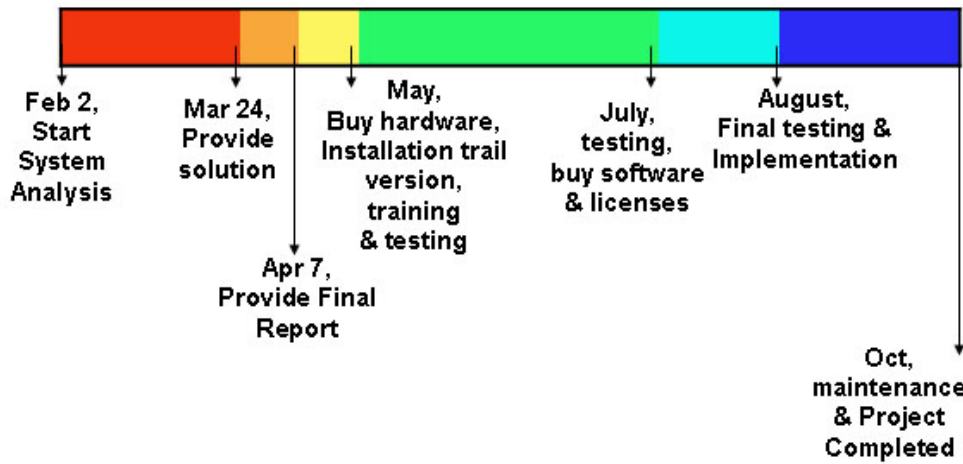 Feb 2,
Start
System
Analysis
Mar 24,
Provide
solution
Apr 7,
Provide Final
Report
May,
Buy hardware,
Installation trail
version,
training
& testing
July,
testing,
buy software
& licenses
August,
Final testing &
Implementation
Oct,
maintenance
& Project
Completed